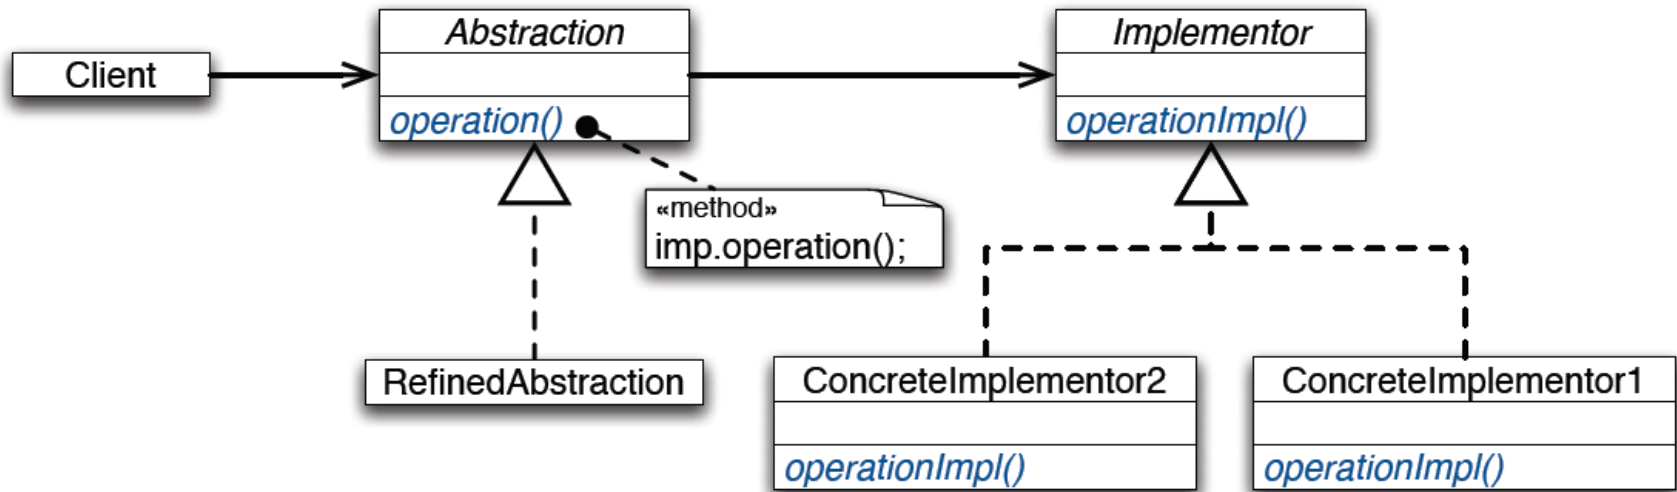 Abstraction
Implementor
Client
operation()
operationImpl()
«method»
imp.operation();
RefinedAbstraction
ConcreteImplementor2
ConcreteImplementor1
operationImpl()
operationImpl()